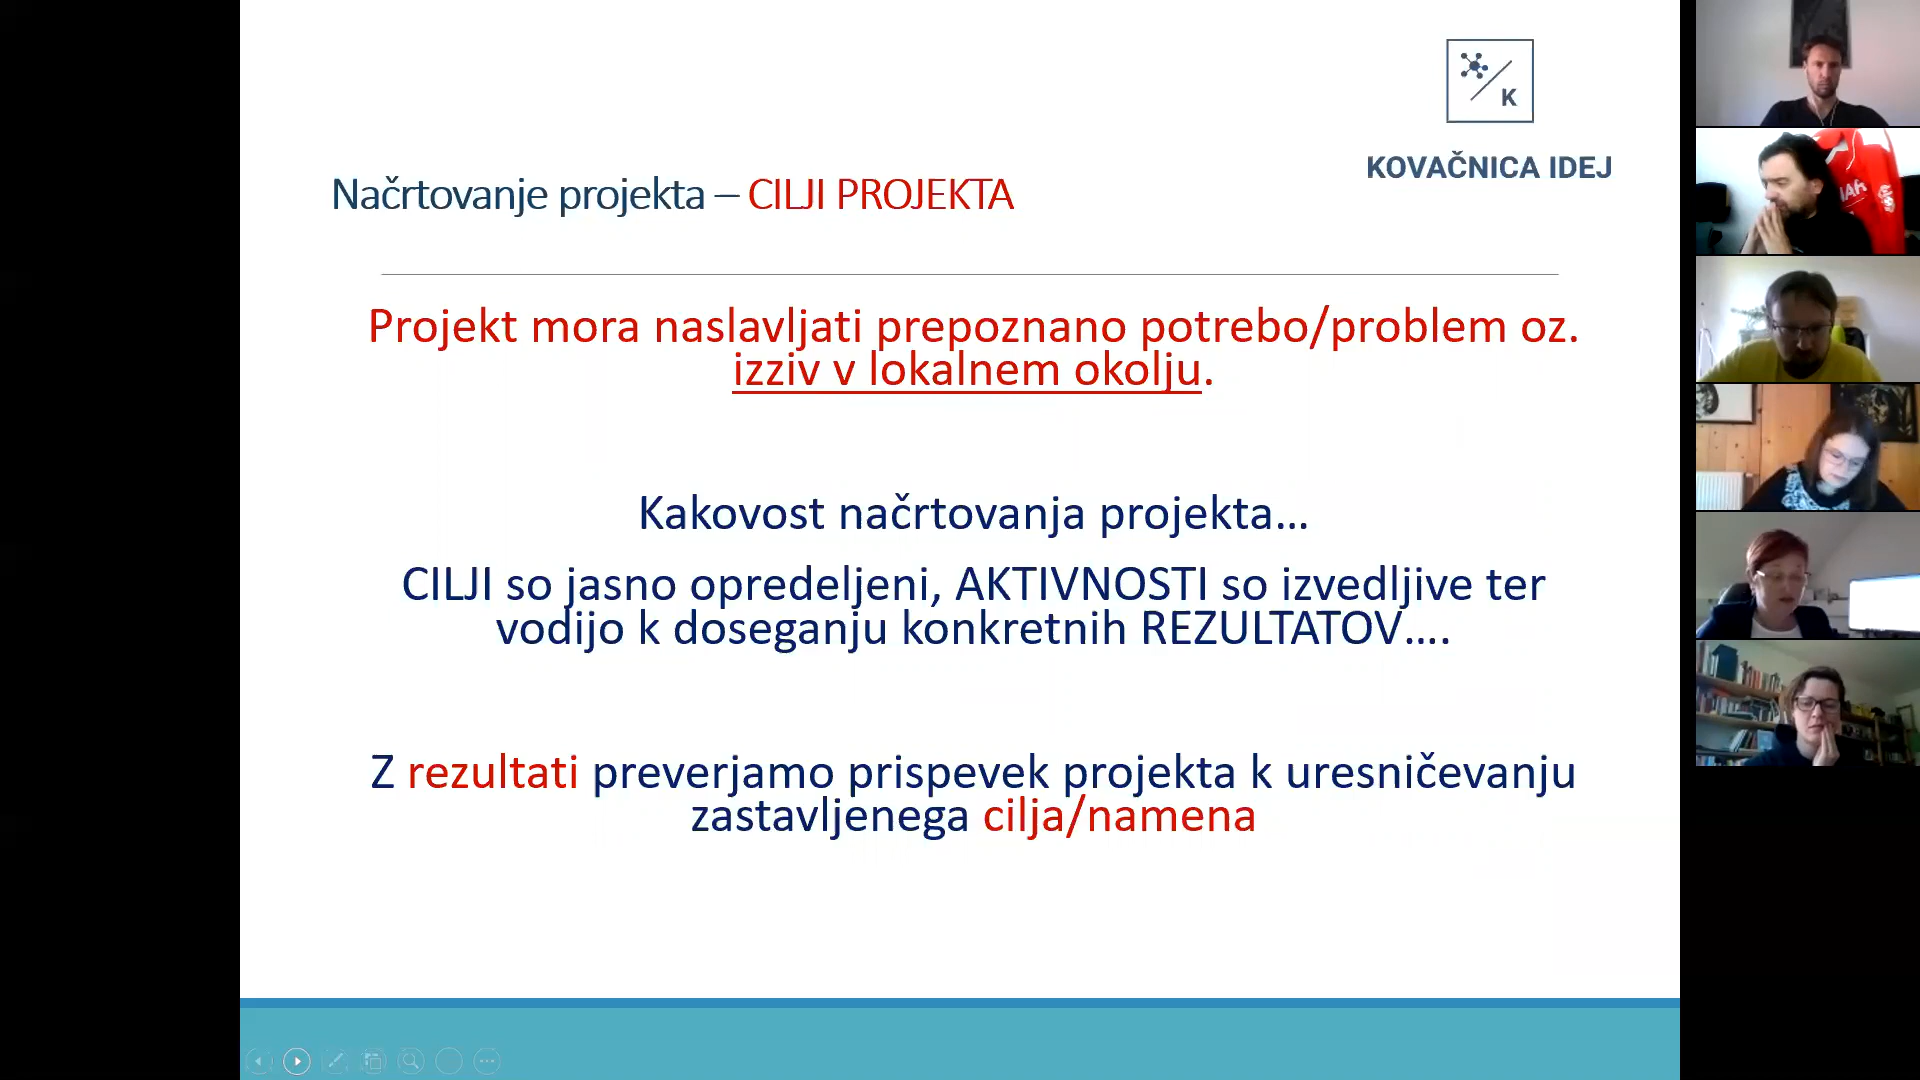 K
KOVAČNICA IDEJ
Načrtovanje projekta – CILJI PROJEKTA
Projekt mora naslavljati prepoznano potrebo/problem oz.
izziv v lokalnem okolju.
Kakovost načrtovanja projekta...
CILJI so jasno opredeljeni, AKTIVNOSTI so izvedljive ter
vodijo k doseganju konkretnih REZULTATOV....
Z rezultati preverjamo prispevek projekta k uresničevanju
zastavljenega cilja/namena